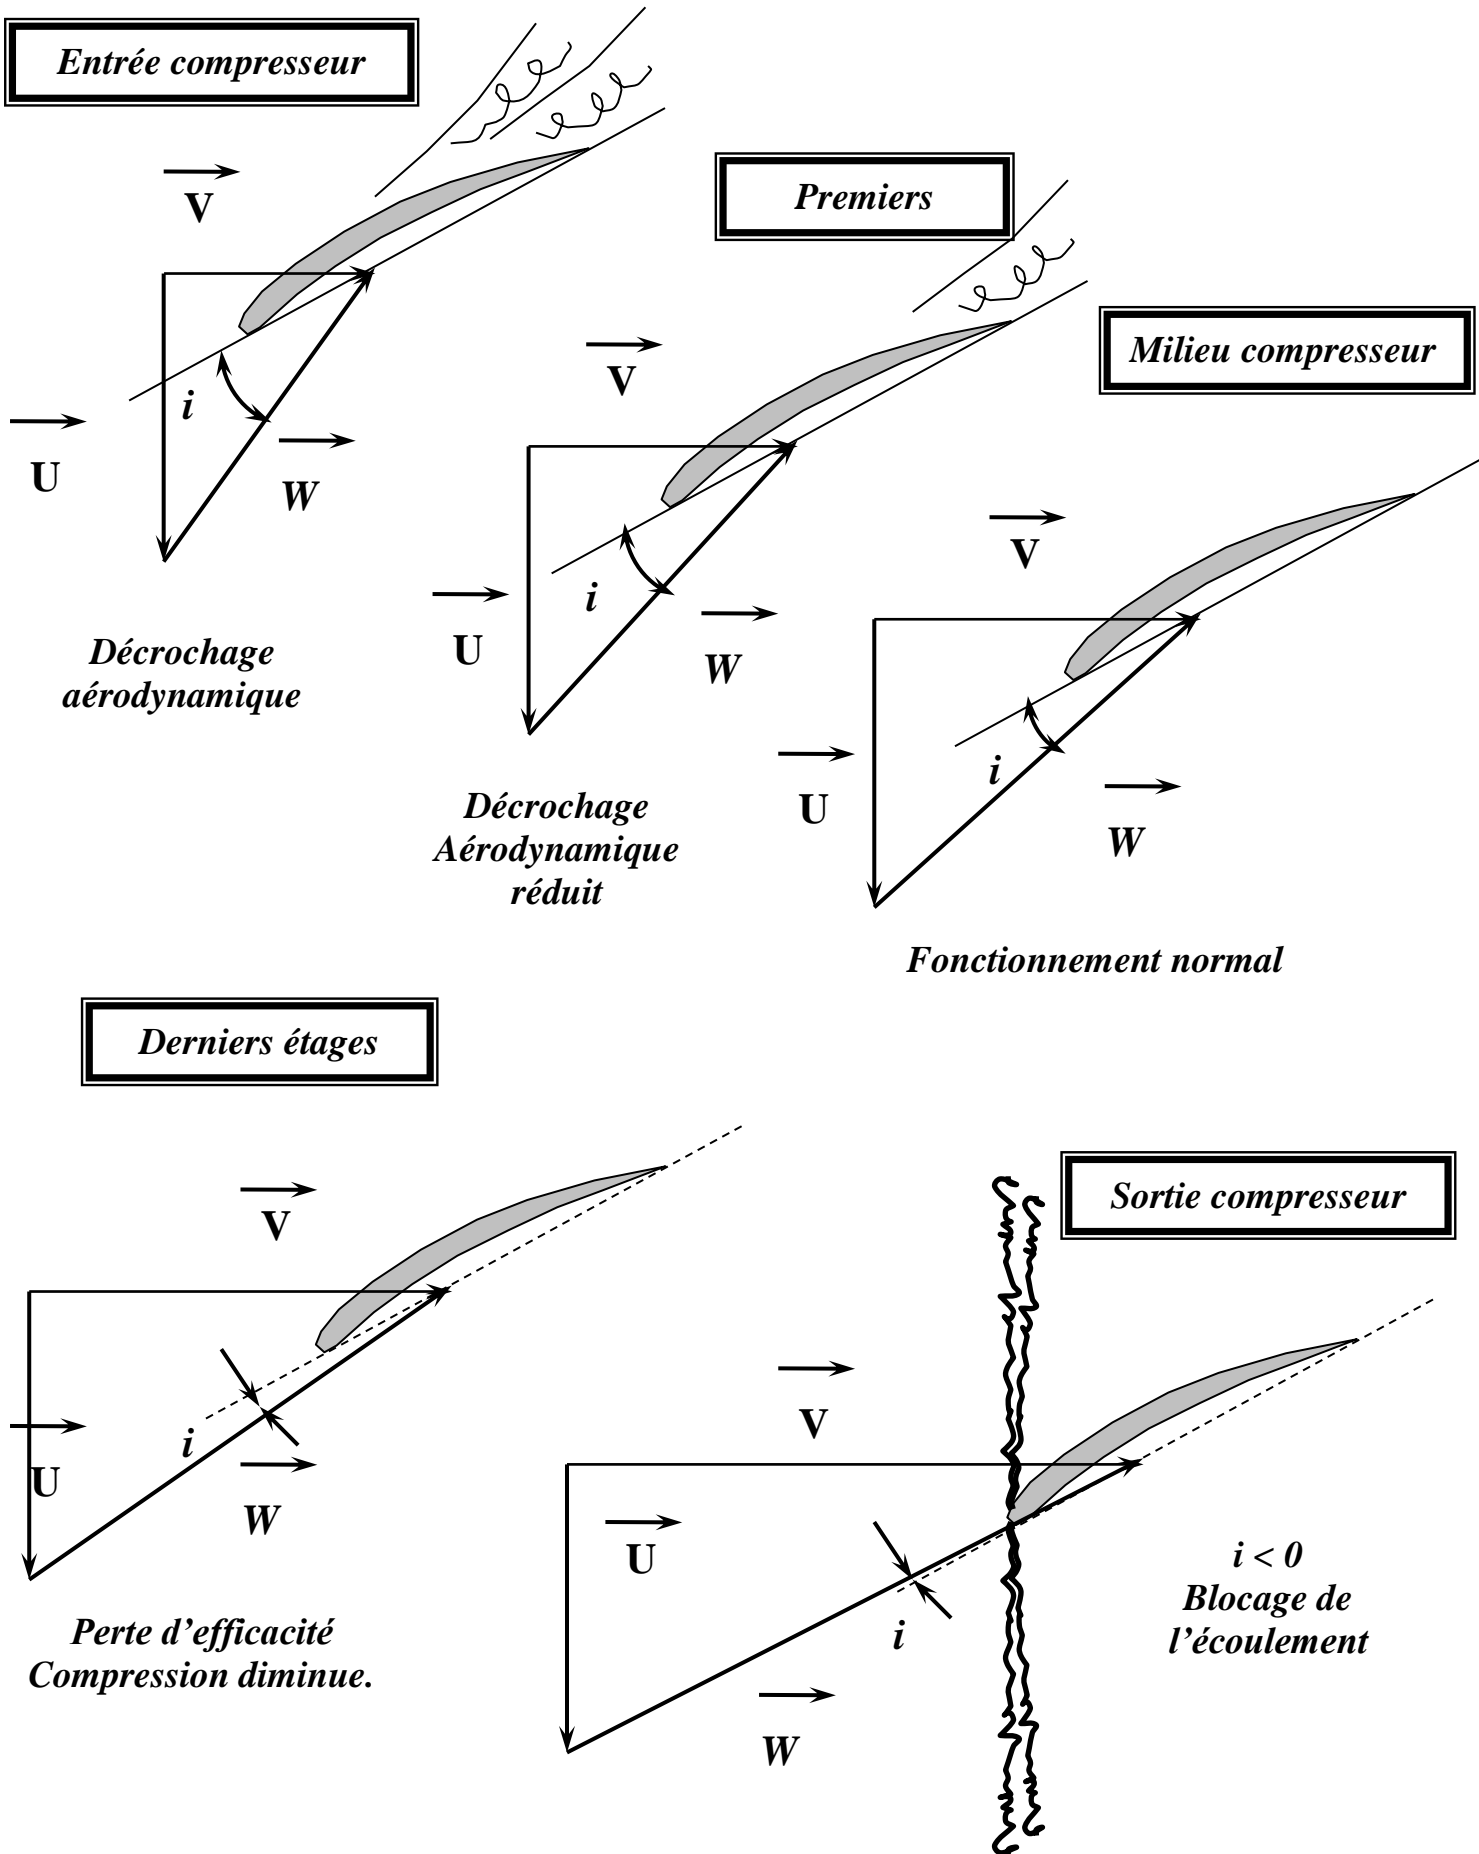 Entrée compresseur
V
i
U
W
Décrochage
aérodynamique
Premiers
V
i
U
W
Décrochage
Aérodynamique
réduit
Milieu compresseur
V
i
U
W
Fonctionnement normal
Derniers étages
V
i
U
W
Perte d’efficacité
Compression diminue.
Sortie compresseur
V
U
i
W
i < 0
Blocage de
l’écoulement